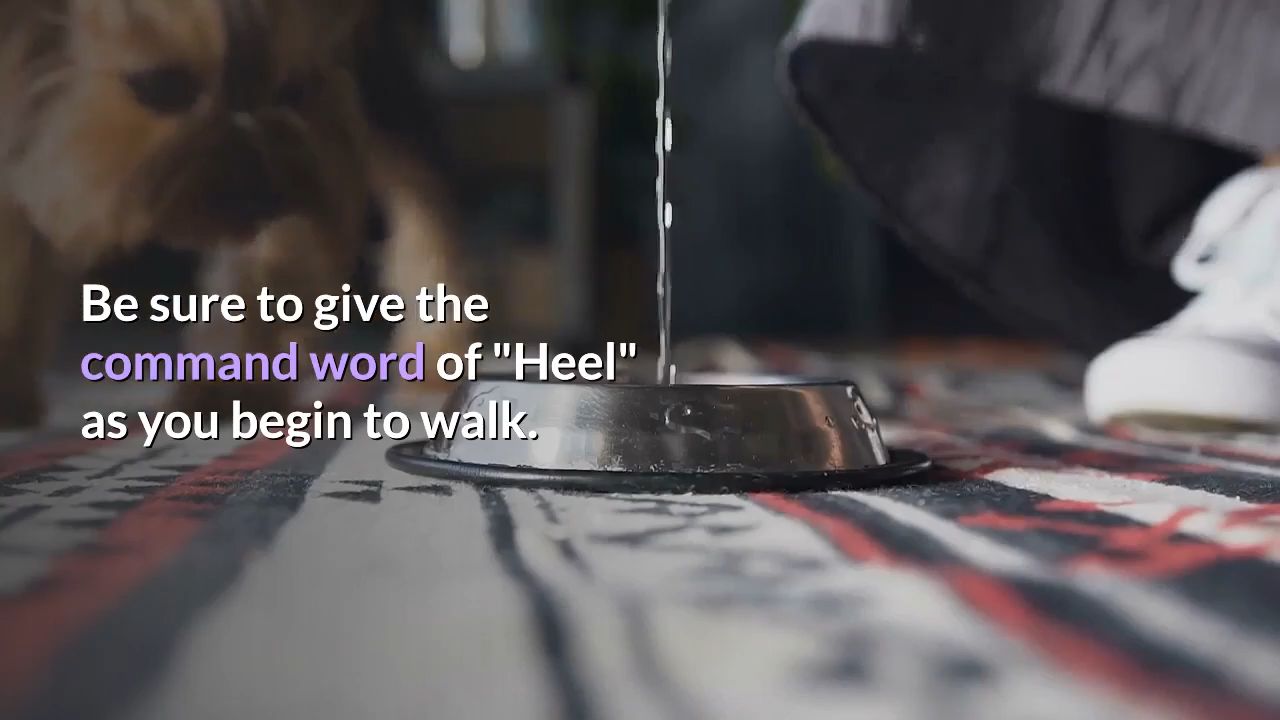 Be sure to give the
command word of "Heel"
as you begin to walk.